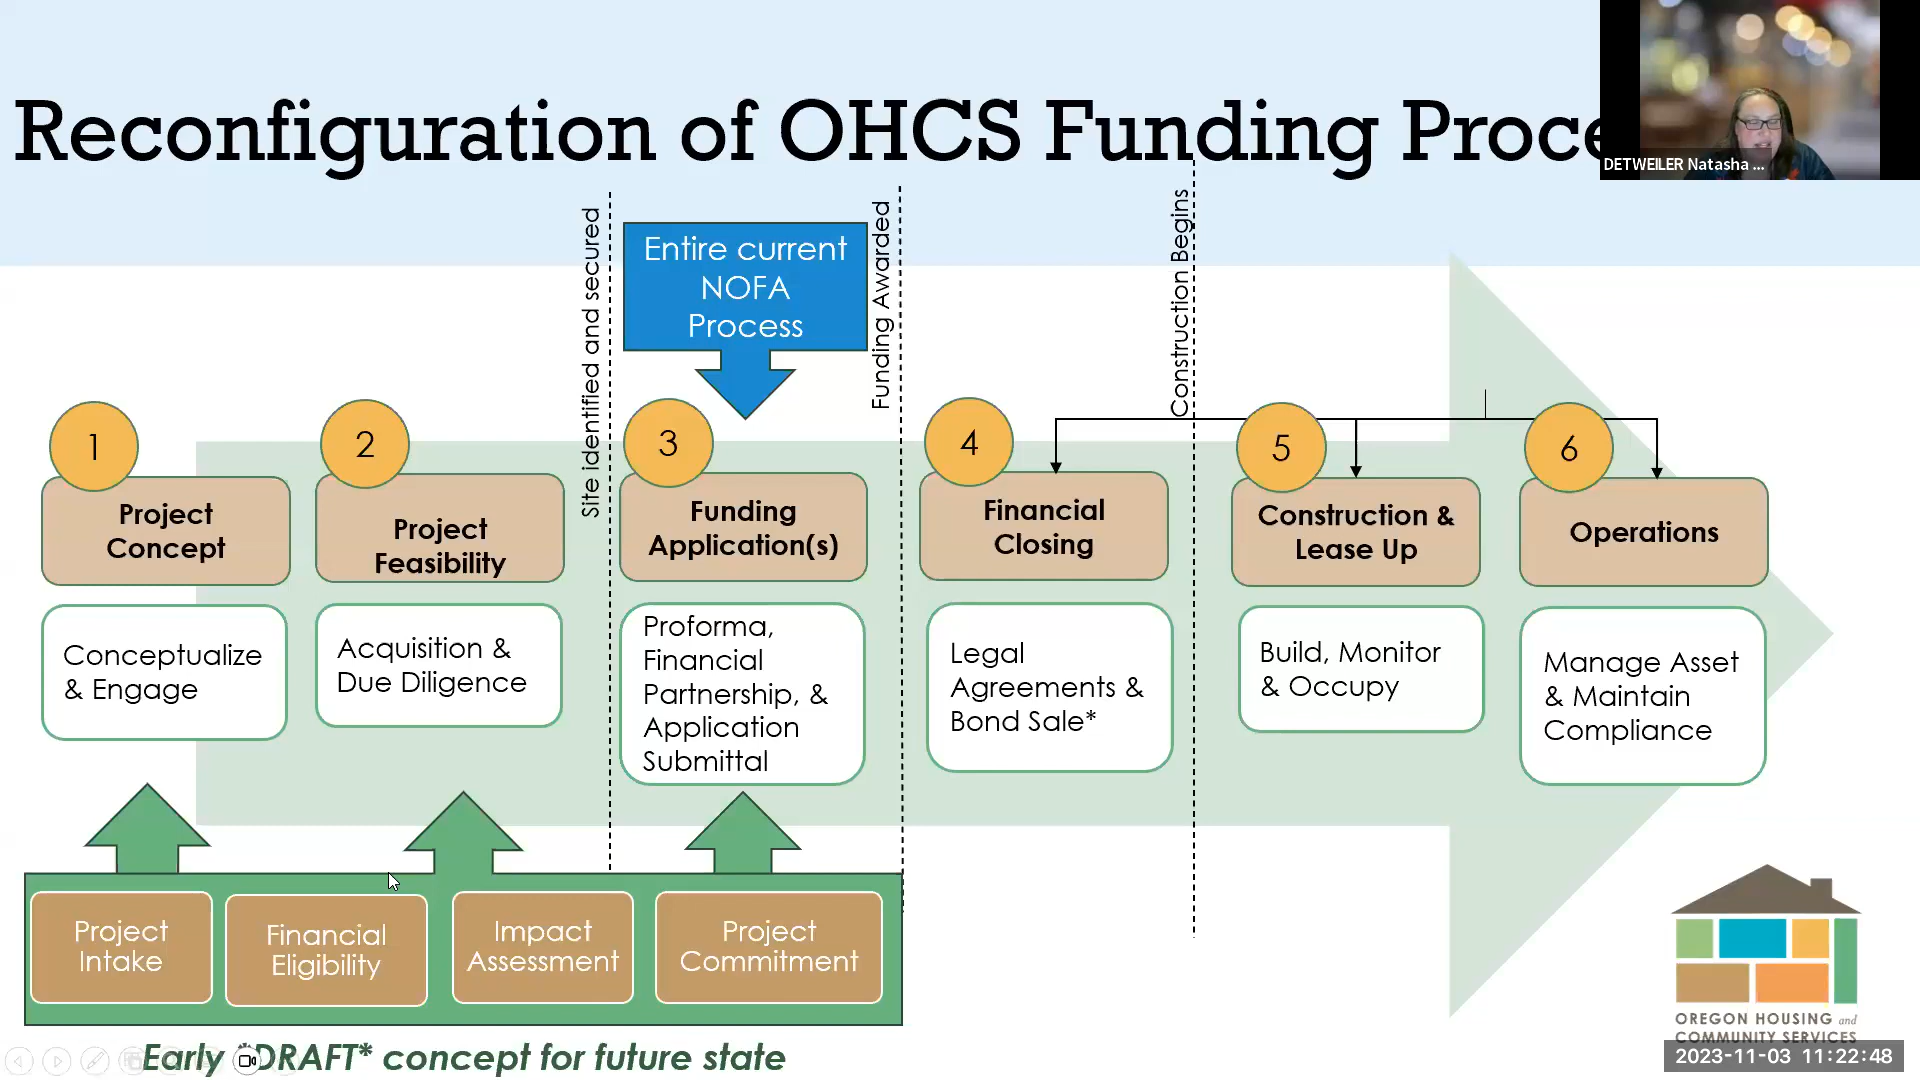 Reconfiguration of OHCS Funding Proce
DETWEILER Natasha ...
Site identified and secured
Entire current
NOFA
Process
Funding Awarded
Construction Begins
1
2
3
4
5
6
Project
Concept
Project
Feasibility
Funding
Application(s)
Financial
Closing
Construction &
Lease Up
Operations
Conceptualize
& Engage
Acquisition &
Due Diligence
Proforma,
Financial
Partnership, &
Application
Submittal
Legal
Agreements &
Bond Sale*
Build, Monitor
& Occupy
Manage Asset
& Maintain
Compliance
Project
Intake
Financial
Eligibility
Impact
Assessment
Project
Commitment
Early *DRAFT* concept for future state
OREGON HOUSING and
COMMUNITY SERVICES
2023-11-03 11:22:48